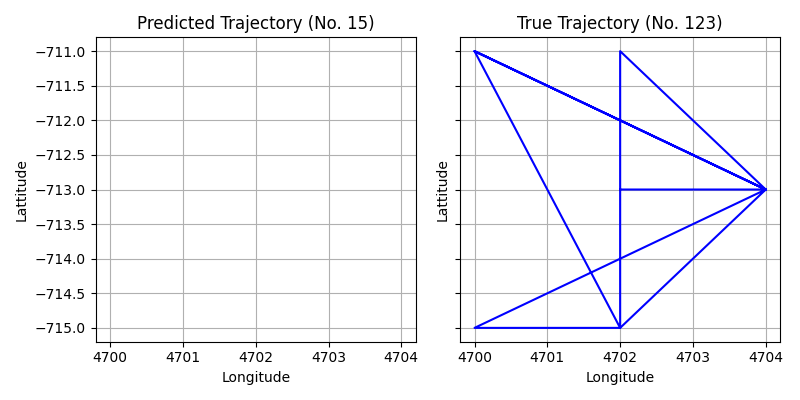 Predicted Trajectory (No. 15)
−711.0
−711.5
−712.0
−712.5
−713.0
−713.5
−714.0
−714.5
−715.0
Lattitude
4700 4701 4702 4703 4704
Longitude
True Trajectory (No. 123)
Lattitude
4700 4701 4702 4703 4704
Longitude